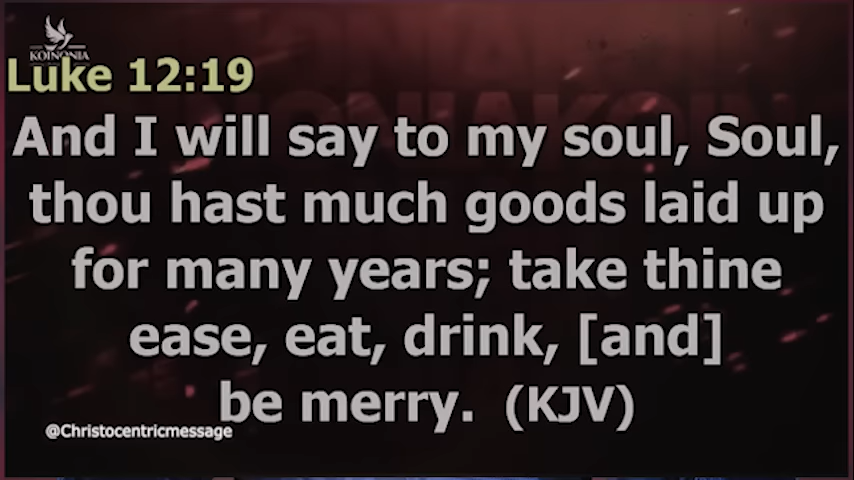 KOINONIA
Luke 12:19
And I will say to my soul, Soul,
thou hast much goods laid up
for many years; take thine
ease, eat, drink, [and]
be merry. (KJV)
@Christocentricmessage